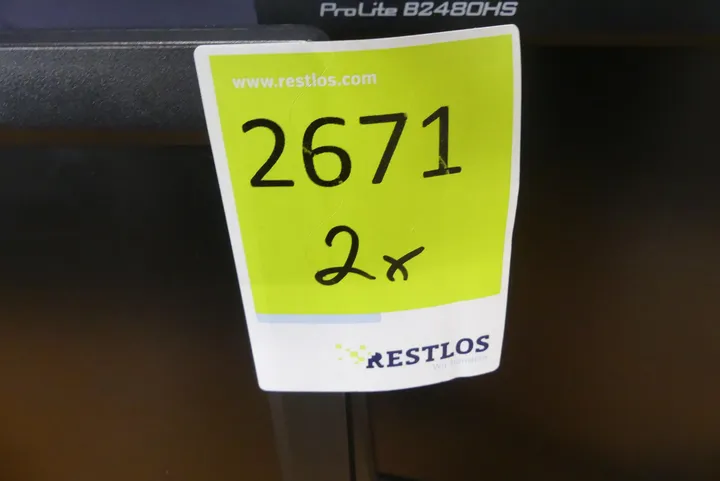 ProLite B2480HS
www.restlos.com
2671
2x
RESTLOS